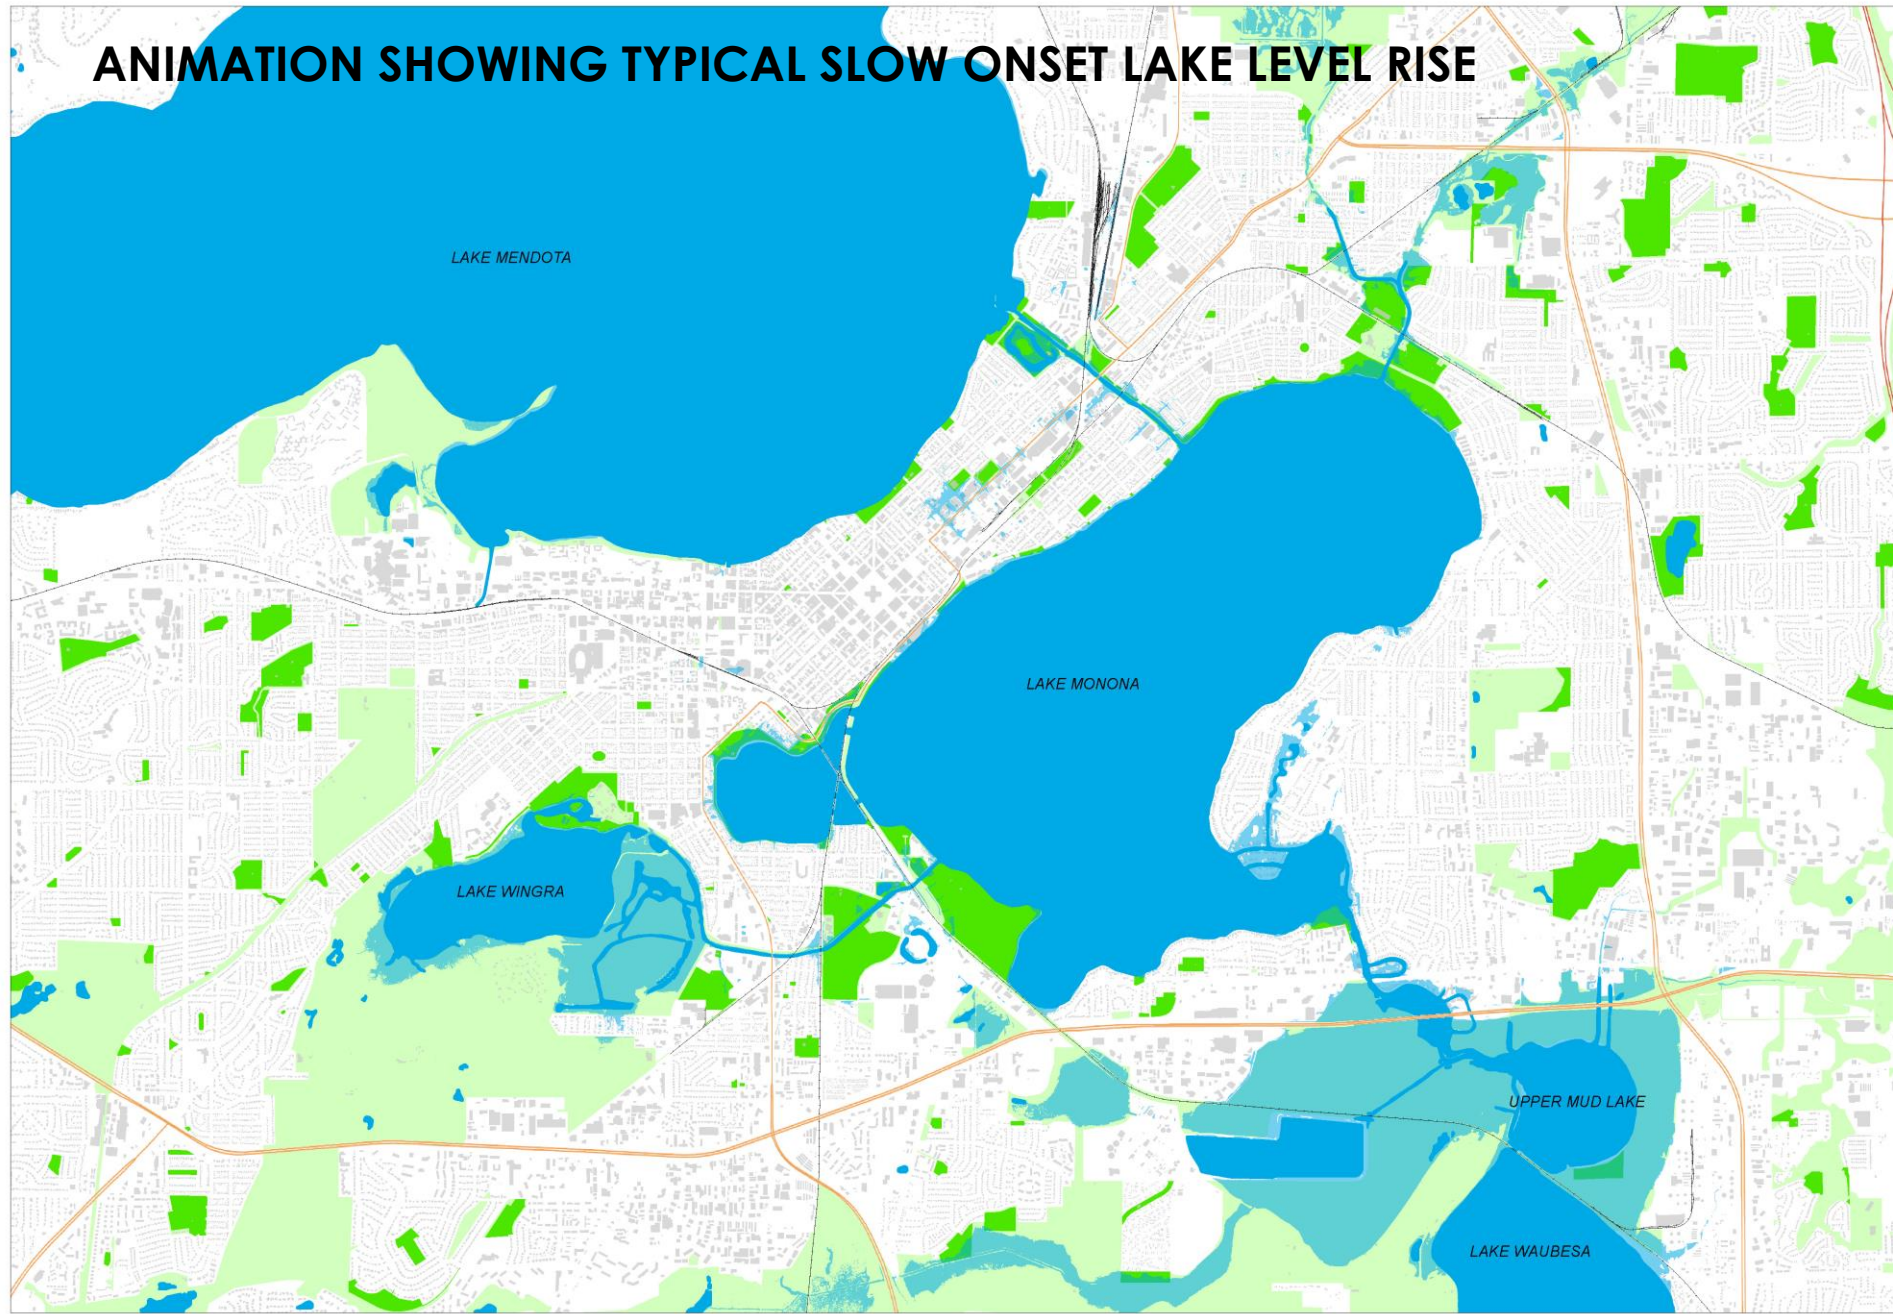 ANIMATION SHOWING TYPICAL SLOW ONSET LAKE LEVEL RISE
LAKE MENDOTA
LAKE MONONA
LAKE WINGRA
UPPER MUD LAKE
LAKE WAUBESA